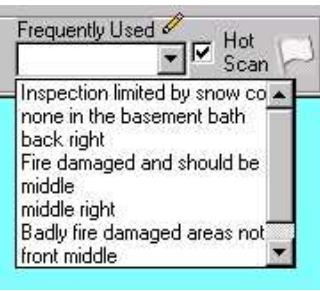 Frequently Used
Hot
Scan
Inspection limited by snow co
none in the basement bath
back right
Fire damaged and should be
middle
middle right
Badly fire damaged areas not
front middle